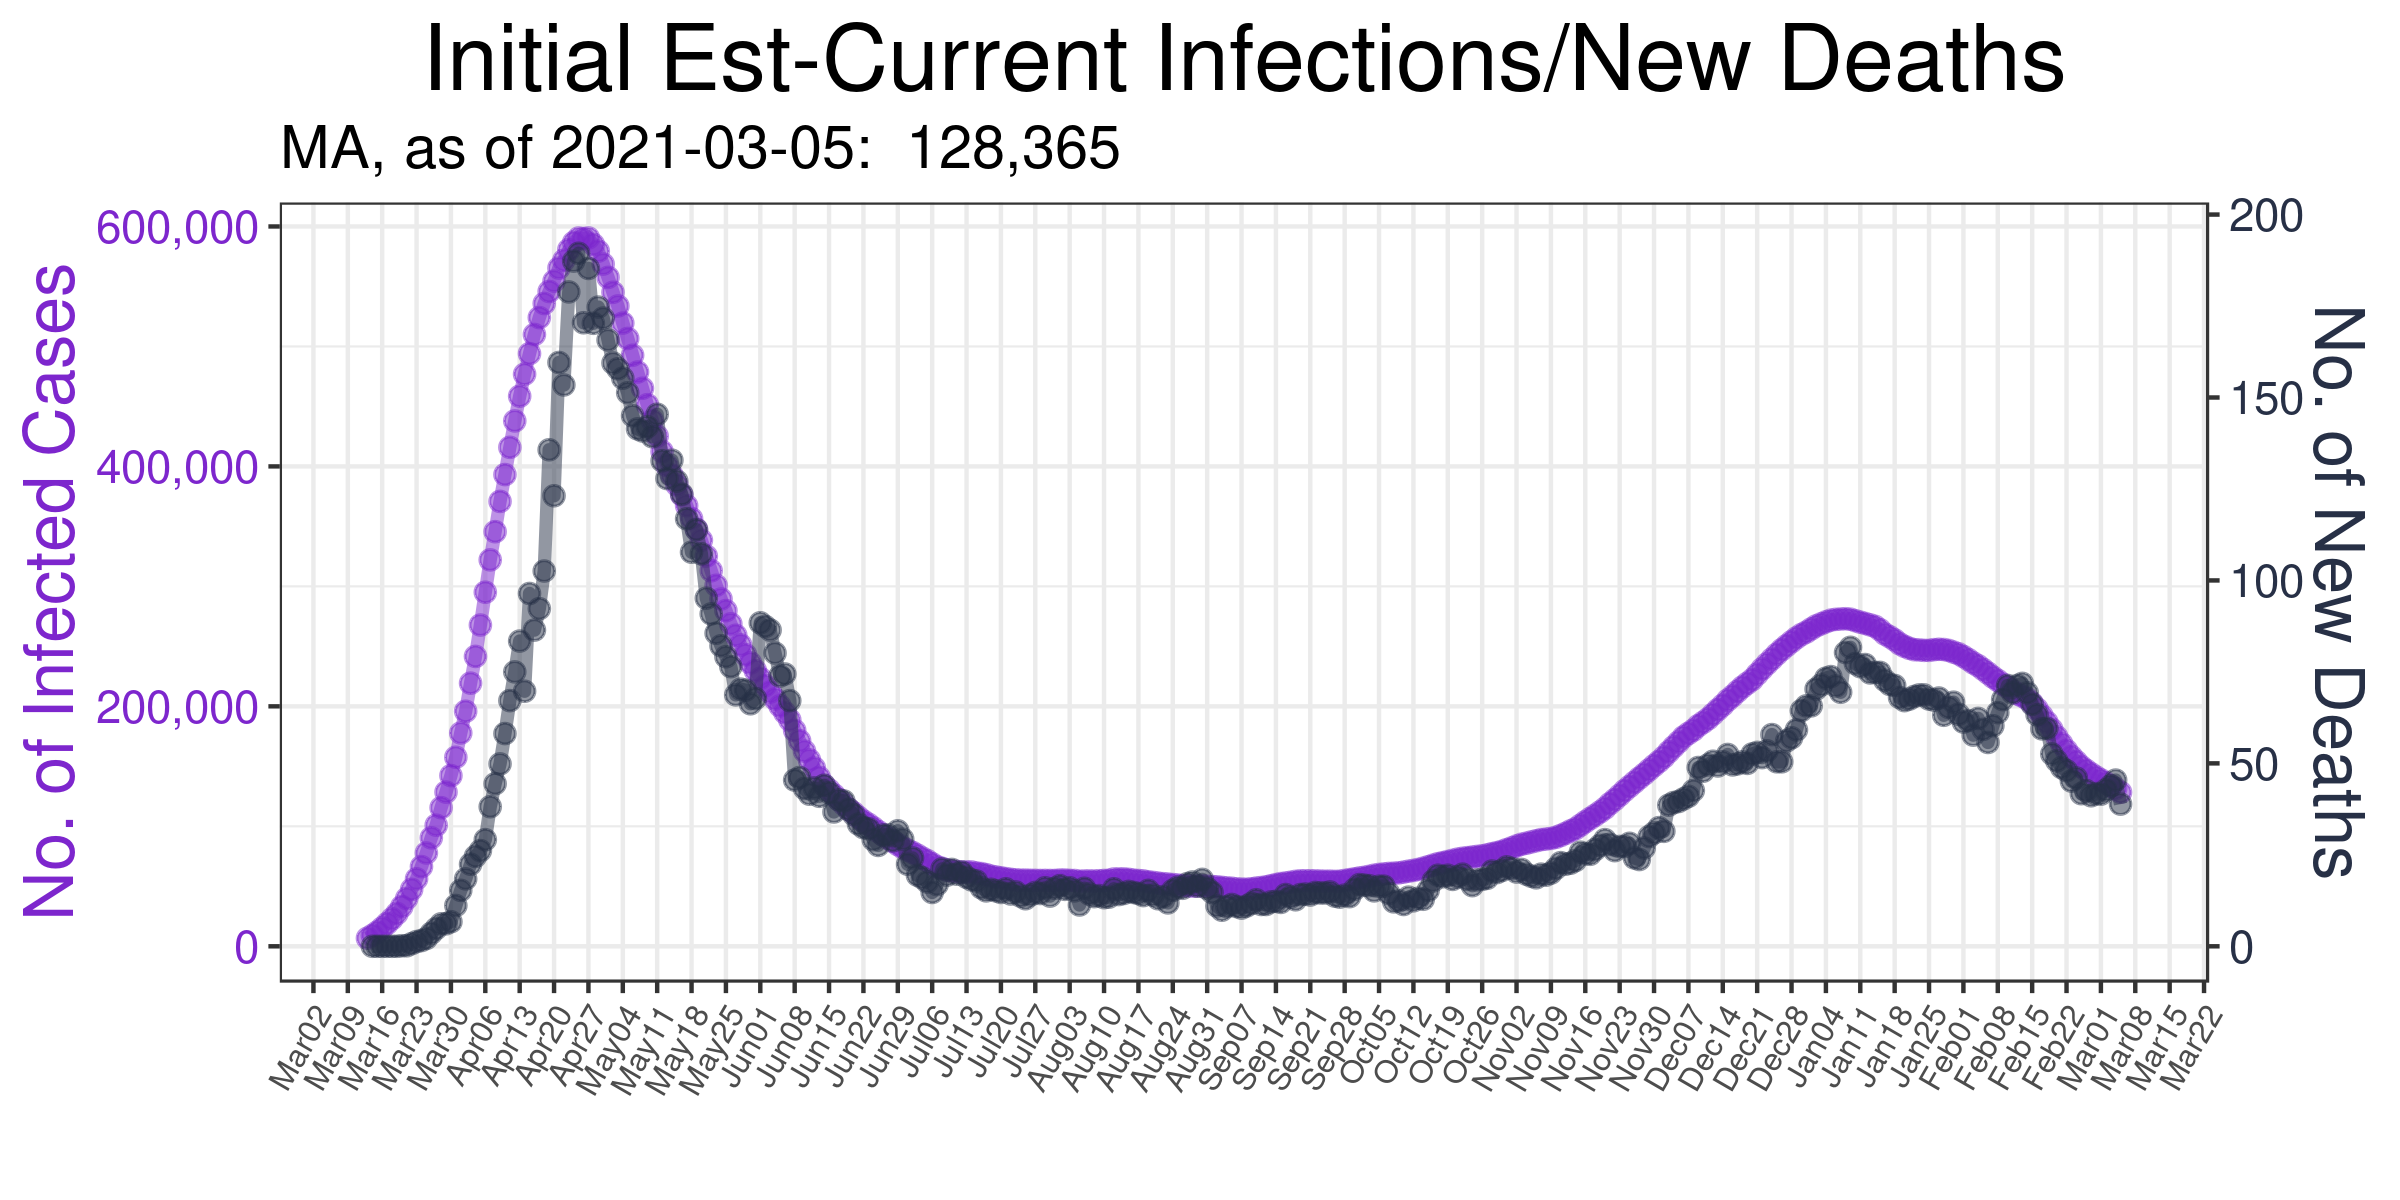 Initial Est-Current Infections/New Deaths
MA, as of 2021-03-05:  128,365
No. of Infected Cases
600,000
400,000
200,000
0
200
150
100
50
0
No. of New Deaths
Mar02
Mar09
Mar16
Mar23
Mar30
Apr06
Apr13
Apr20
Apr27
May04
May11
May18
May25
Jun01
Jun08
Jun15
Jun22
Jun29
Jul06
Jul13
Jul20
Jul27
Aug03
Aug10
Aug17
Aug24
Aug31
Sep07
Sep14
Sep21
Sep28
Oct05
Oct12
Oct19
Oct26
Nov02
Nov09
Nov16
Nov23
Nov30
Dec07
Dec14
Dec21
Dec28
Jan04
Jan11
Jan18
Jan25
Feb01
Feb08
Feb15
Feb22
Mar01
Mar08
Mar15
Mar22